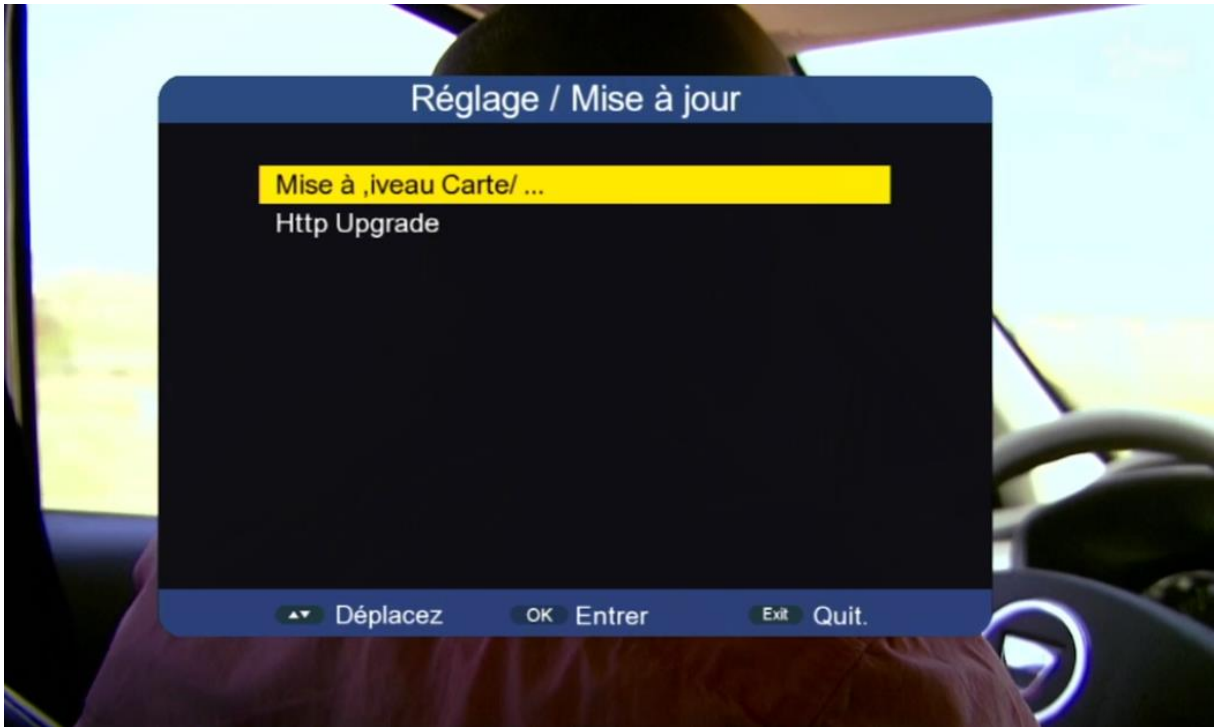 Réglage / Mise à jour
Mise à ,iveau Carte/ ...
Http Upgrade
Déplacez OK Entrer Exit Quit.